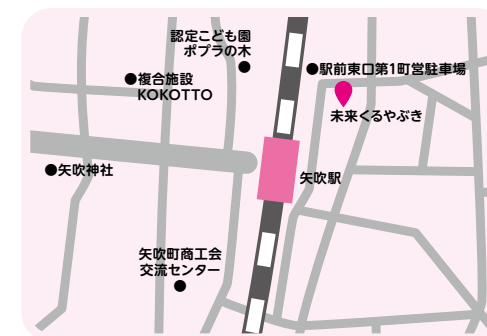 認定こども園
ポプラの木
●駅前東口第1町営駐車場
●複合施設
KOKOTTO
未来くるやぶき
●矢吹神社
矢吹駅
矢吹町商工会
交流センター